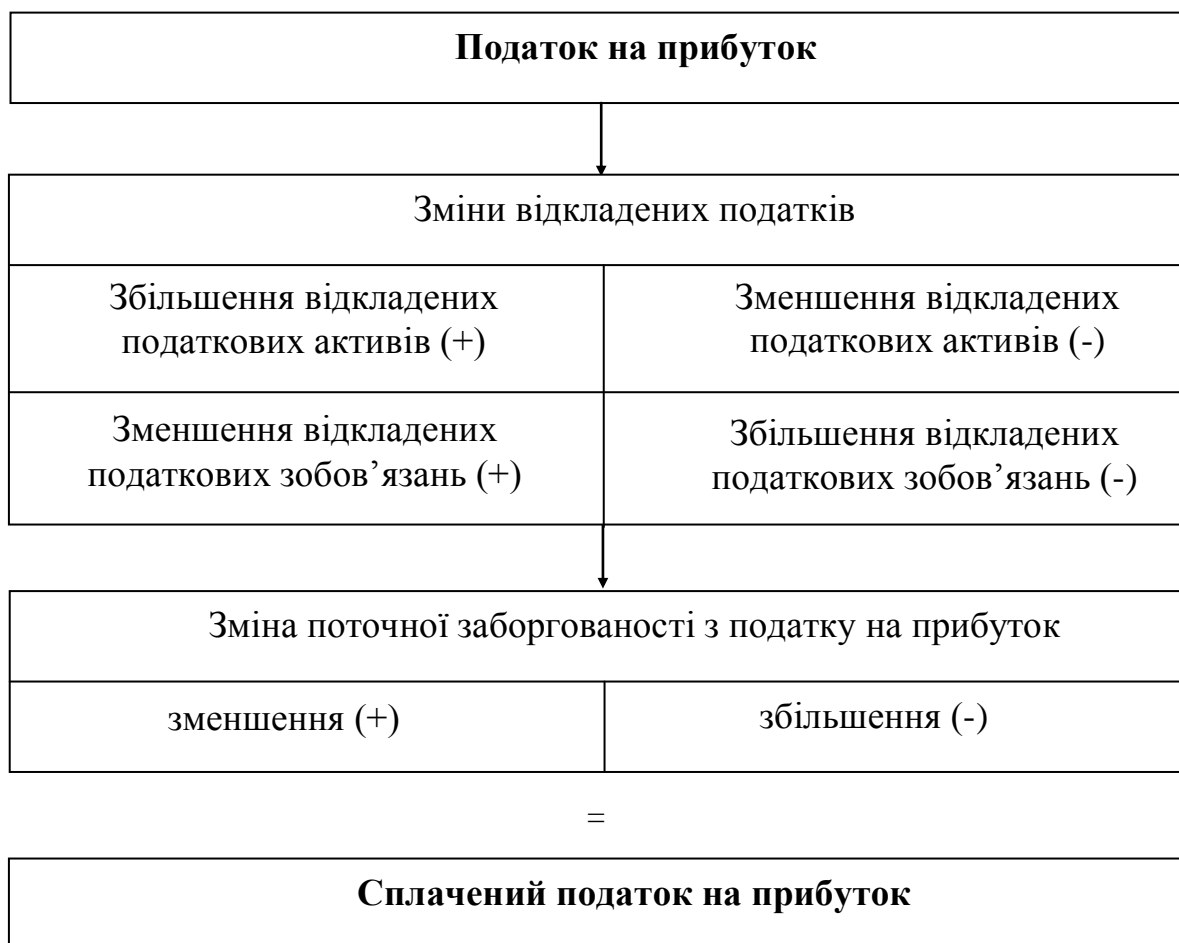 Податок на прибуток
Зміни відкладених податків
Збільшення відкладених
податкових активів (+)
Зменшення відкладених
податкових активів (-)
Зменшення відкладених
податкових зобов’язань (+)
Збільшення відкладених
податкових зобов’язань (-)
Зміна поточної заборгованості з податку на прибуток
зменшення (+)
збільшення (-)
=
Сплачений податок на прибуток